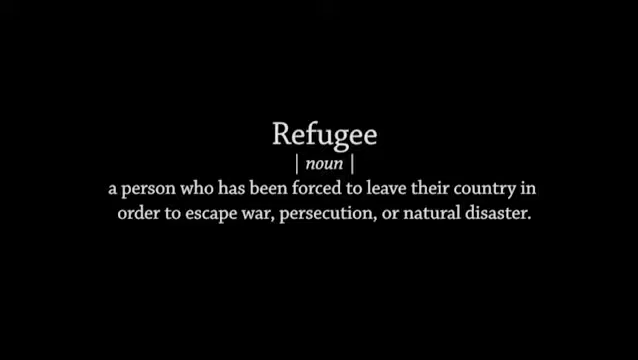 Refugee
| noun |
a person who has been forced to leave their country in
order to escape war, persecution, or natural disaster.